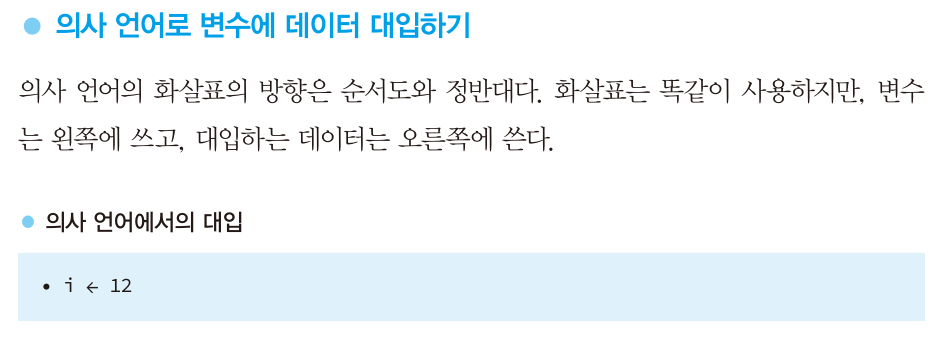 ● 의사 언어로 변수에 데이터 대입하기
의사 언어의 화살표의 방향은 순서도와 정반대다. 화살표는 똑같이 사용하지만, 변수
는 왼쪽에 쓰고, 대입하는 데이터는 오른쪽에 쓴다.
● 의사 언어에서의 대입
• i ← 12